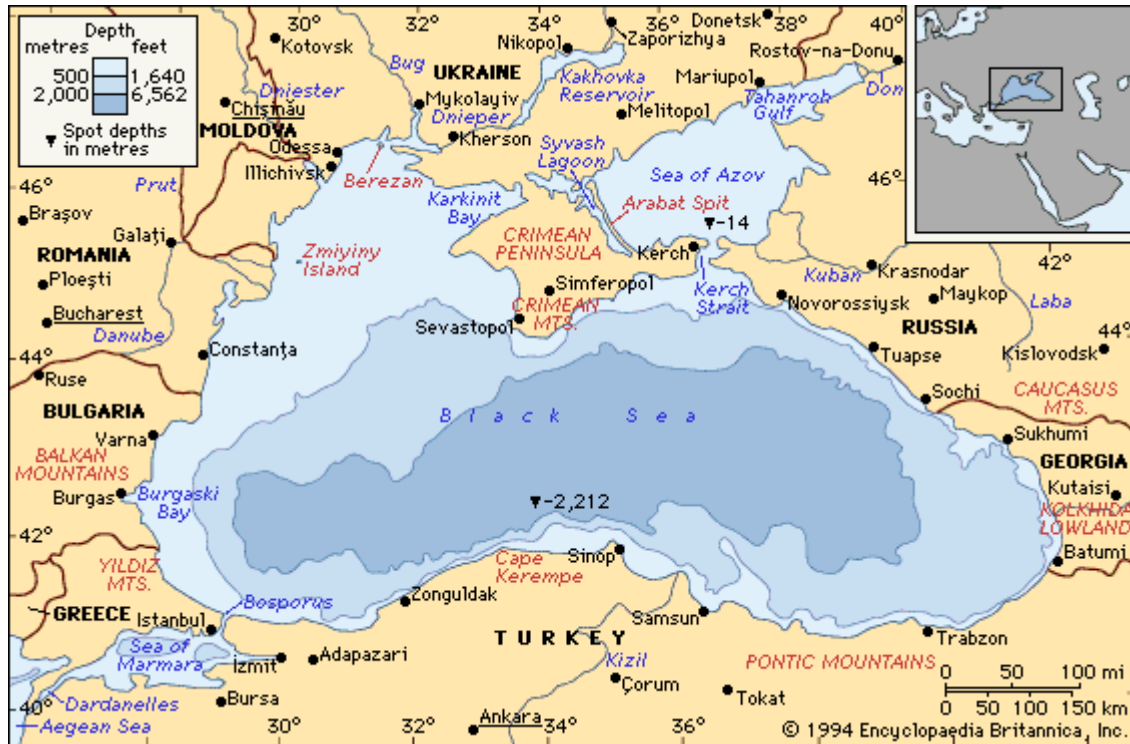 Depth
metres feet
500 1,640
2,000 6,562
▼ Spot depths
in metres
30° 32° 34° 36° 38° 40°
Kotovsk
Nikopol
Donetsk
Zaporizhya
Rostov-na-Donu
Bug
UKRAINE
Kakhovka
Reservoir
Mariupol
Don
Dniester
Chişinău
Mykolayiv
Dnieper
Melitopol
Tahanroh
Gulf
MOLDOVA
Odessa
Kherson
Illichivsk
Berezan
Syvash
Lagoon
46°
Prut
Karkinit
Bay
Sea of Azov
46°
Arabat Spit
Braşov
▼-14
Galaţi
CRIMEAN
PENINSULA
Kerch
ROMANIA
Zmiyiny
Island
42°
Kuban
Krasnodar
Ploeşti
Simferopol
Kerch
Strait
Novorossiysk
Maykop
Laba
Bucharest
CRIMEAN
MTS.
Sevastopol
RUSSIA
Danube
44°
Constanţa
Tuapse
44°
Kislovodsk
Ruse
Sochi
CAUCASUS
MTS.
BULGARIA
Black Sea
Varna
Sukhumi
BALKAN
MOUNTAINS
GEORGIA
Burgas
Burgaski
Bay
▼-2,212
Kutaisi
KOLKHIDA
LOWLAND
42°
Sinop
Batumi
YILDIZ
MTS.
Cape
Kerempe
GREECE
Bosporus
Zonguldak
Istanbul
Samsun
Trabzon
Sea of
Marmara
TURKEY
İzmit
Adapazari
Kizil
PONTIC MOUNTAINS
Dardanelles
Bursa
Çorum
Tokat
0 50 100 mi
0 50 100 150 km
40°
Aegean Sea
30° 32° 34° 36°
Ankara
© 1994 Encyclopædia Britannica, Inc.